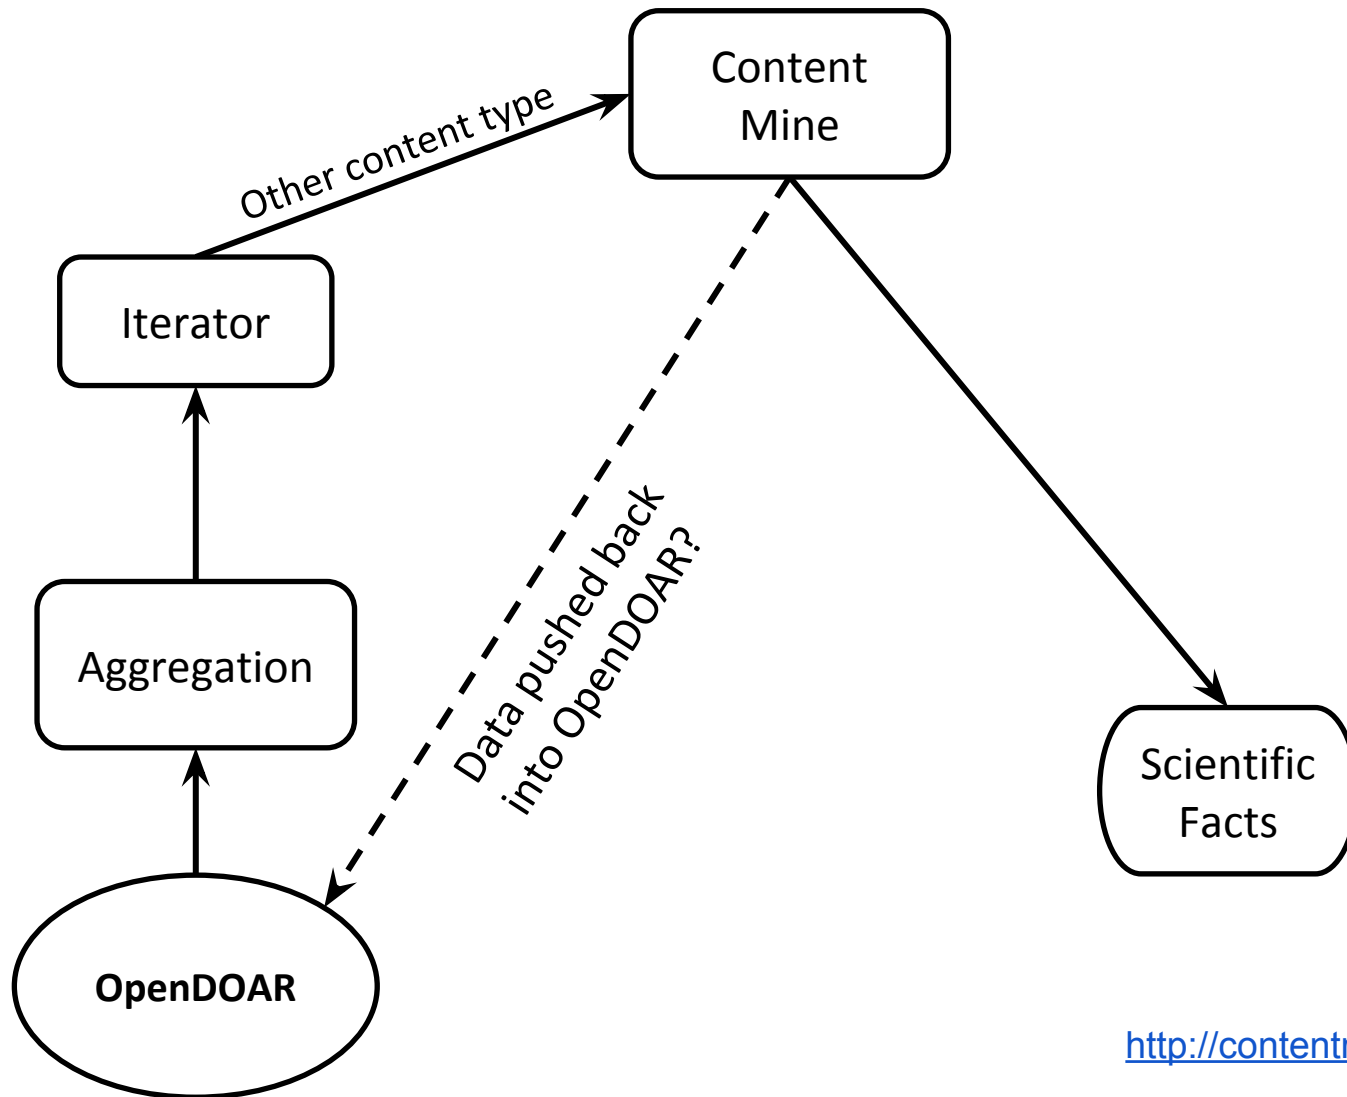 Content
Mine
Other content type
Iterator
Data pushed back
into OpenDOAR?
Aggregation
Scientific
Facts
OpenDOAR